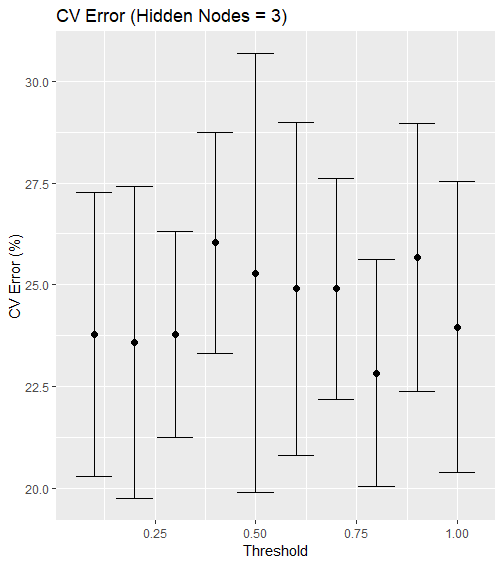 CV Error (Hidden Nodes = 3)
30.0
27.5
25.0
22.5
20.0
CV Error (%)
0.25 0.50 0.75 1.00
Threshold